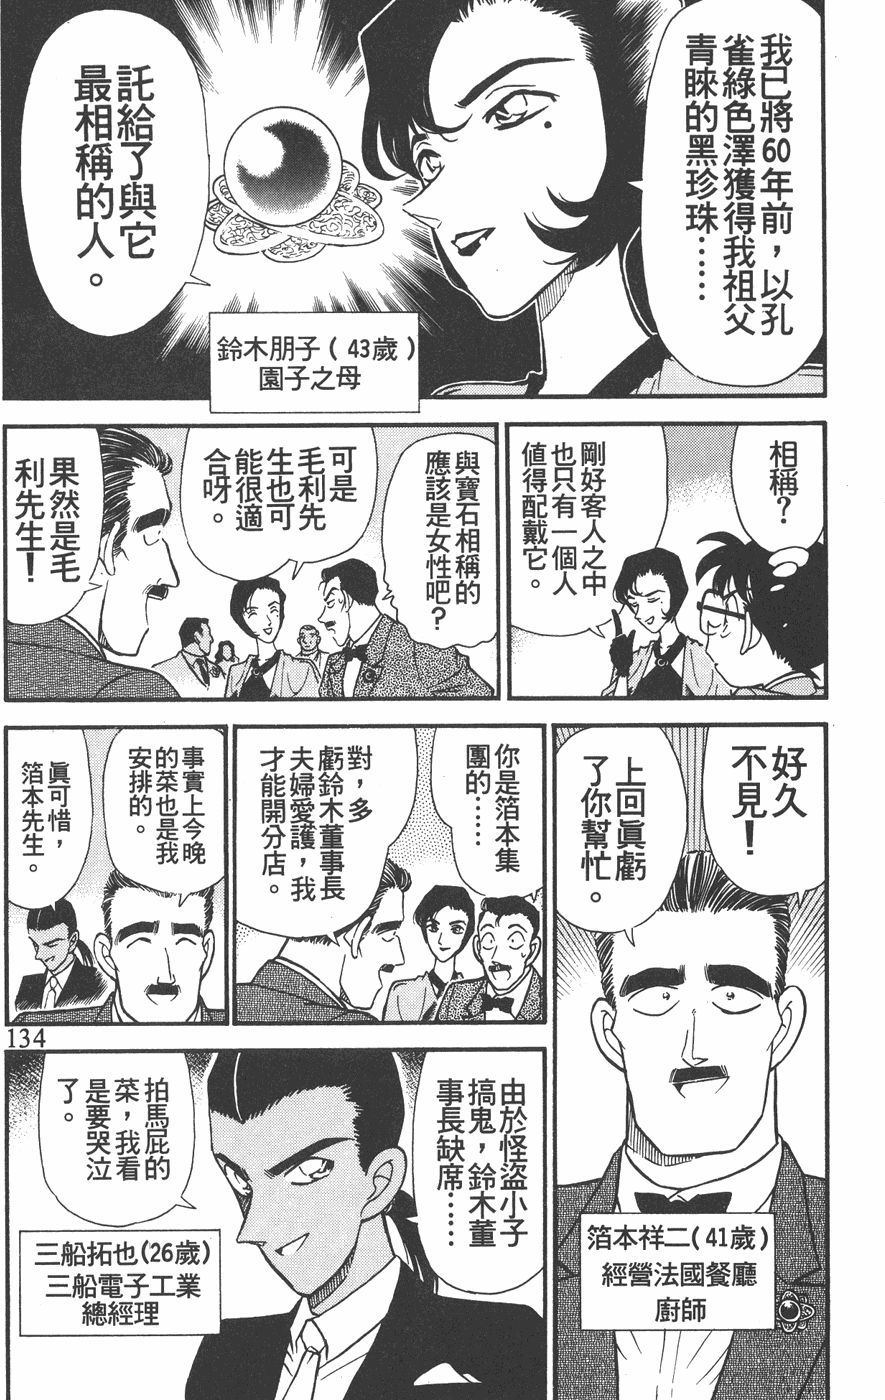 我已將60年前，以孔
雀綠色澤獲得我祖父
青睞的黑珍珠……
託給了與它
最相稱的人。
鈴木朋子(43歲)
園子之母
相稱？
剛好客人之中
也只有一個人
值得配戴它。
與寶石相稱的
應該是女性吧？
可是
毛利先
生也可
能很適
合呀。
果然是毛
利先生！
好久
不見！
上回眞虧
了你幫忙。
箔本祥二(41歲)
經營法國餐廳
廚師
你是箔本集
團的……
對，多
虧鈴木董事長
夫婦愛護，我
才能開分店。
事實上今晚
的菜也是我
安排的。
眞可惜，
箔本先生。
由於怪盜小子
搞鬼，鈴木董
事長缺席……
拍馬屁的
菜，我看
是要哭泣
了。
三船拓也(26歲)
三船電子工業
總經理
134